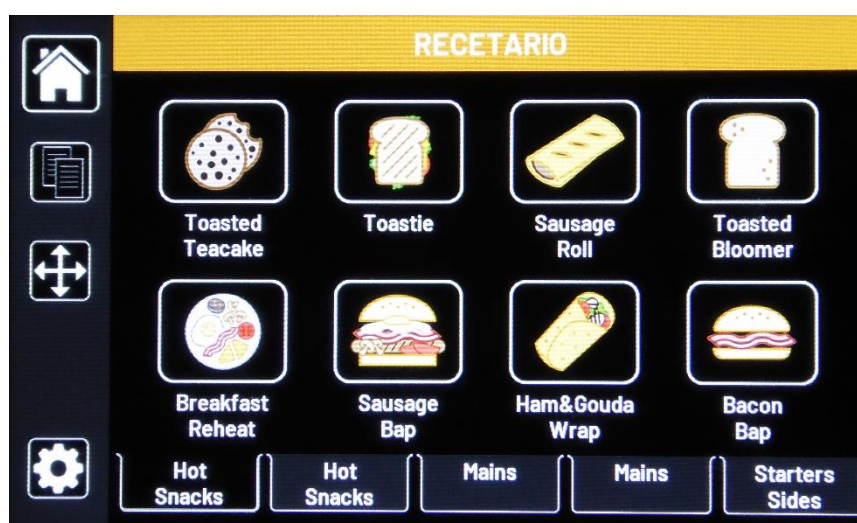 RECETARIO
Toasted
Teacake
Toastie
Sausage
Roll
Toasted
Bloomer
Breakfast
Reheat
Sausage
Bap
Ham&Gouda
Wrap
Bacon
Bap
Hot
Snacks
Hot
Snacks
Mains
Mains
Starters
Sides